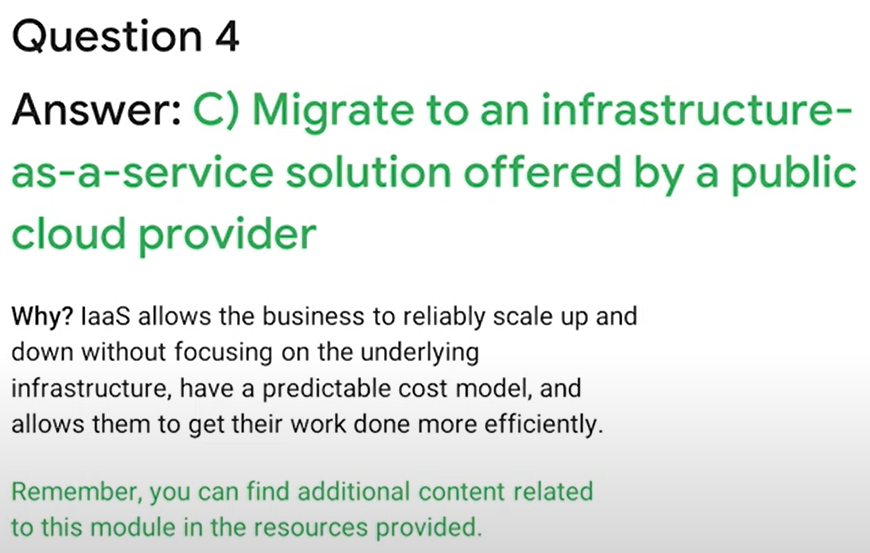 Question 4
Answer: C) Migrate to an infrastructure-
as-a-service solution offered by a public
cloud provider
Why? IaaS allows the business to reliably scale up and
down without focusing on the underlying
infrastructure, have a predictable cost model, and
allows them to get their work done more efficiently.
Remember, you can find additional content related
to this module in the resources provided.